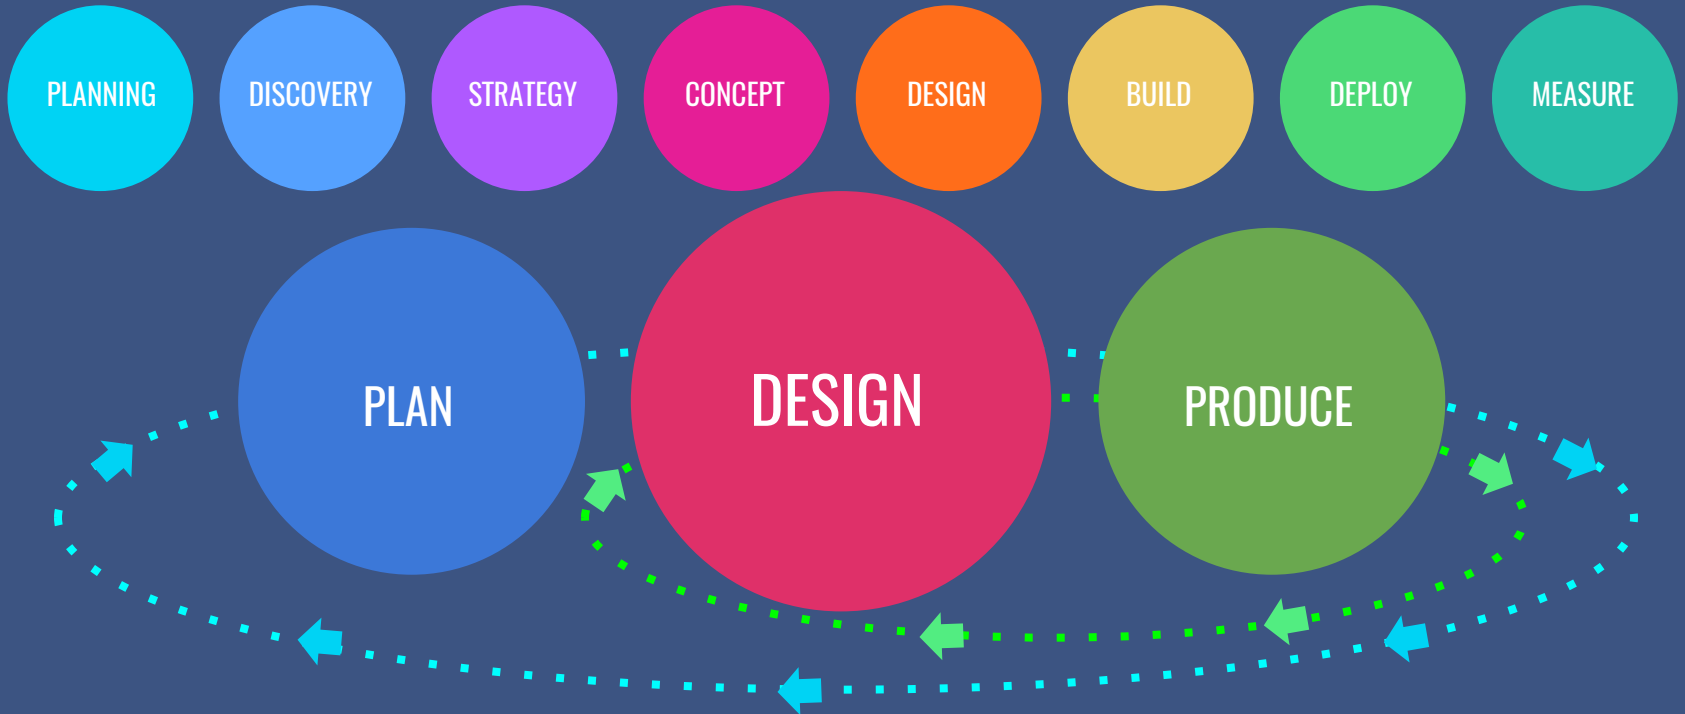 PLANNING
DISCOVERY
STRATEGY
CONCEPT
DESIGN
BUILD
DEPLOY
MEASURE
PLAN
DESIGN
PRODUCE